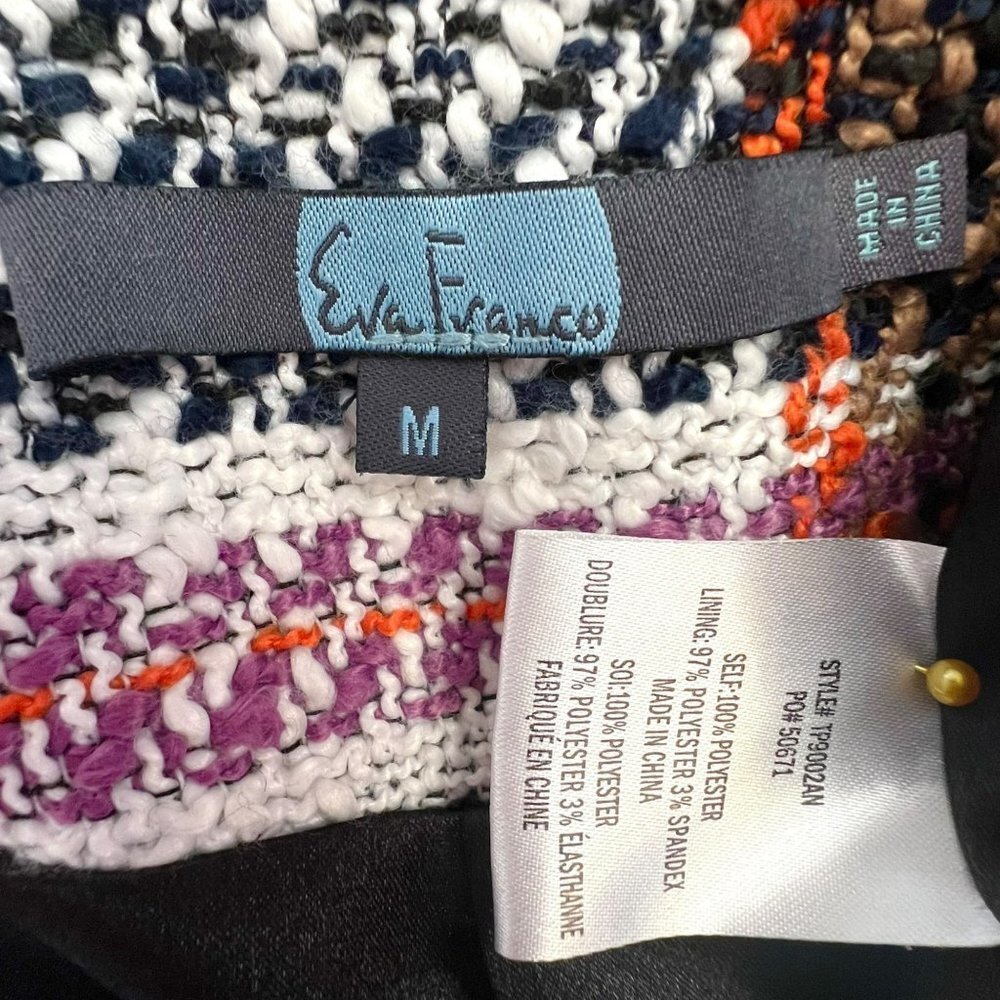 Eva Franco
MADE
IN
CHINA
M
STYLE# TP9002AN
PO# 50671
SELF:100% POLYESTER
LINING:97% POLYESTER 3% SPANDEX
MADE IN CHINA
SOI:100% POLYESTER
DOUBLURE:97% POLYESTER 3% ÉLASTHANNE
FABRIQUÉ EN CHINE